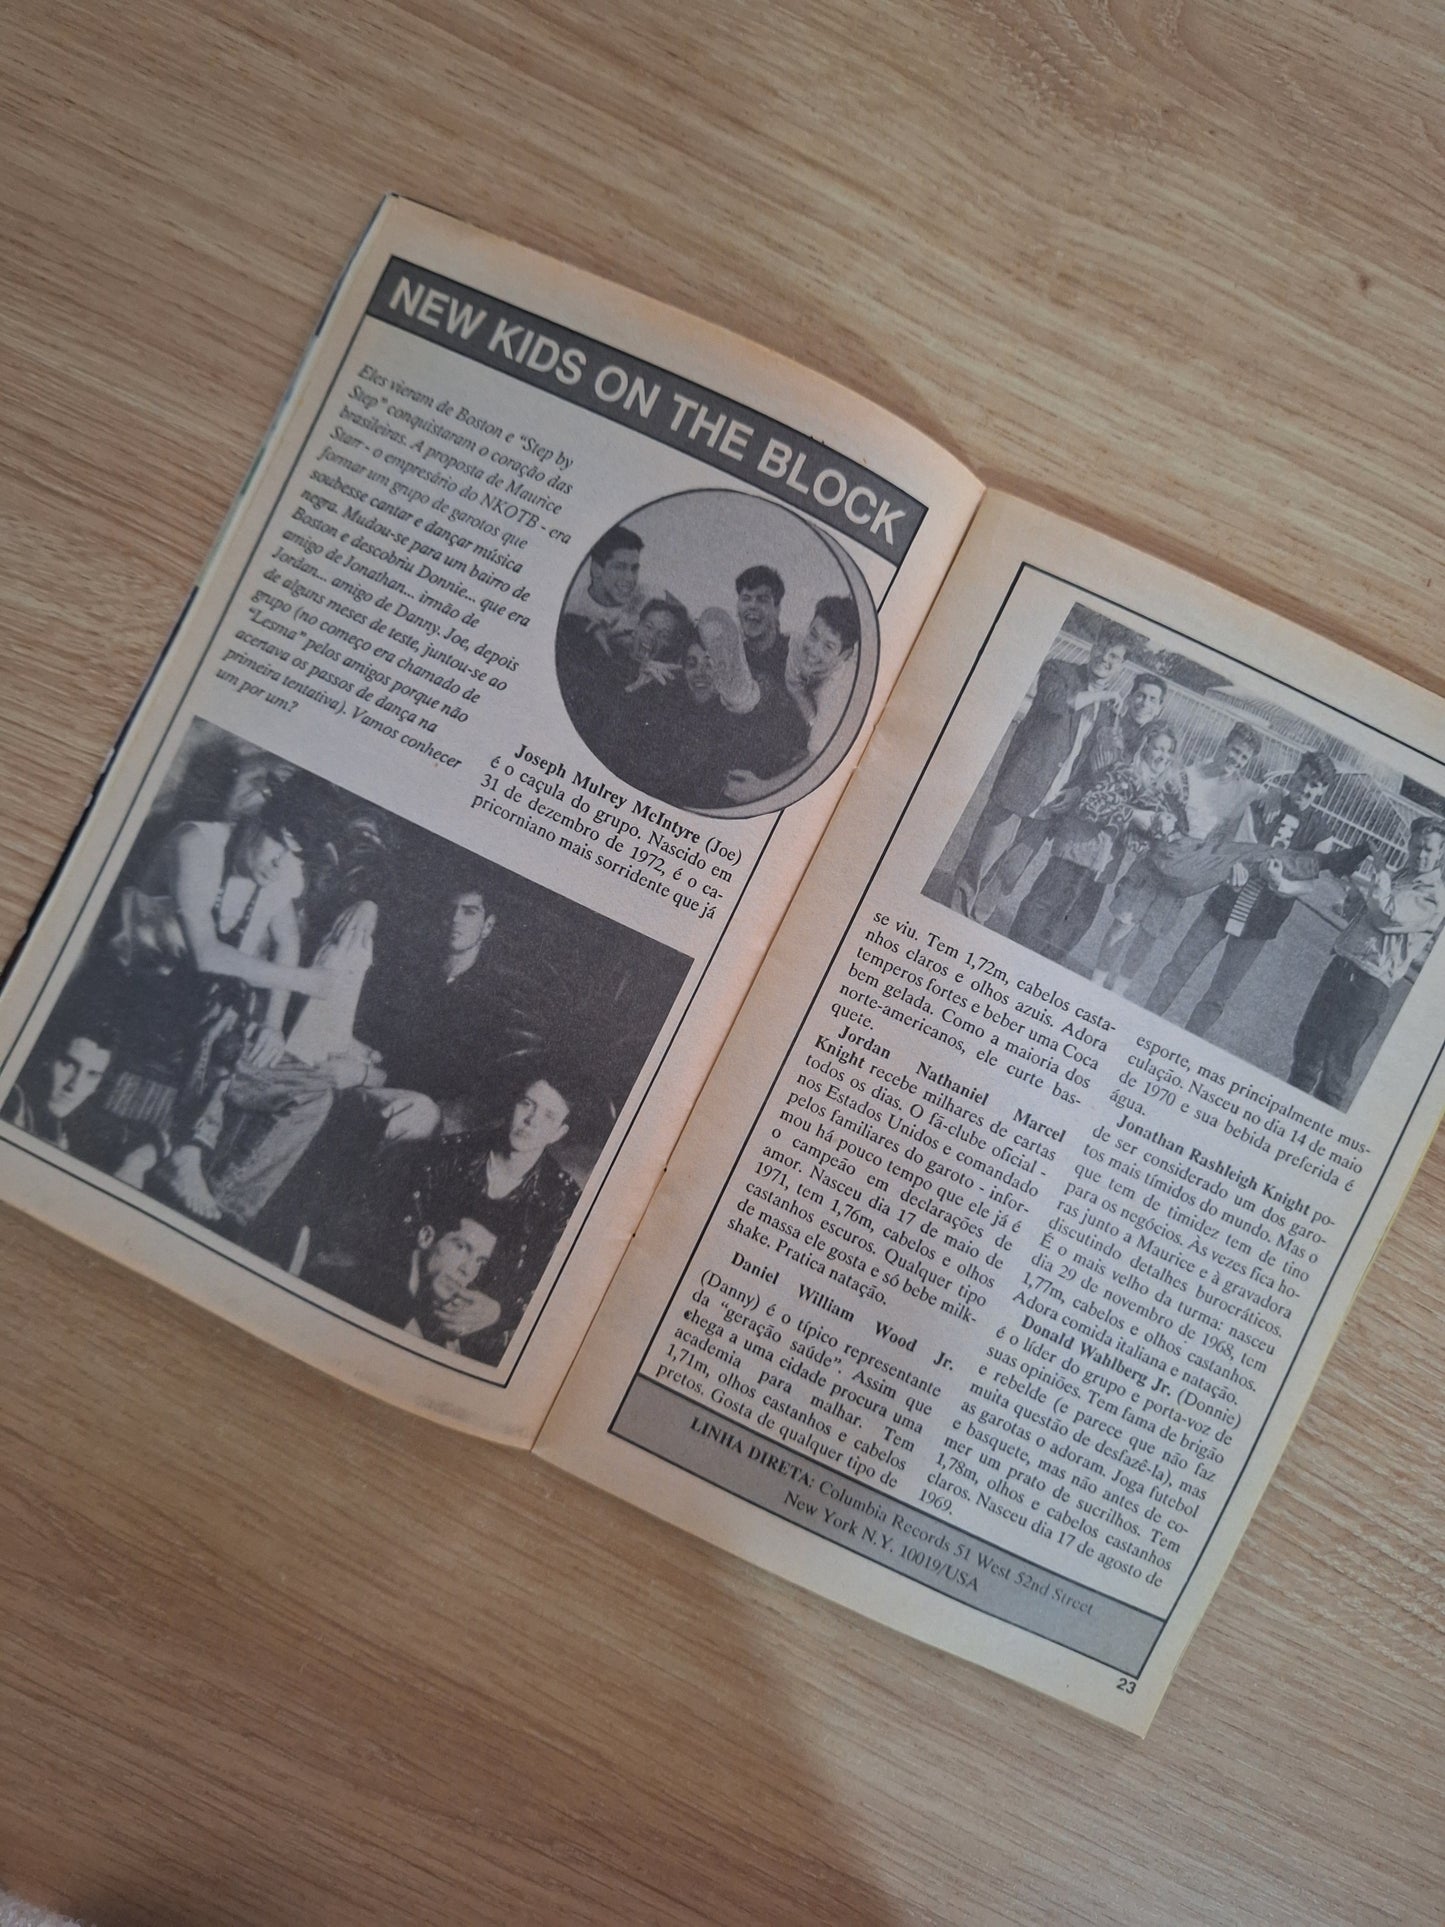 NEW KIDS ON THE BLOCK
Eles vieram de Boston e “Step by
Step” conquistaram o coração das
brasileiras. A proposta de Maurice
Starr - o empresário do NKOTB - era
formar um grupo de garotos que
soubesse cantar e dançar música
negra. Mudou-se para um bairro de
Boston e descobriu Donnie... que era
amigo de Jonathan... irmão de
Jordan... amigo de Danny. Joe, depois
de alguns meses de teste, juntou-se ao
grupo (no começo era chamado de
“Lesma” pelos amigos porque não
acertava os passos de dança na
primeira tentativa). Vamos conhecer
um por um?
Joseph Mulrey McIntyre (Joe)
é o caçula do grupo. Nascido em
31 de dezembro de 1972, é o ca-
pricorniano mais sorridente que já
se viu. Tem 1,72m, cabelos casta-
nhos claros e olhos azuis. Adora
temperos fortes e beber uma Coca
bem gelada. Como a maioria dos
norte-americanos, ele curte bas-
quete.
Jordan Nathaniel Marcel
Knight recebe milhares de cartas
todos os dias. O fã-clube oficial -
nos Estados Unidos e comandado
pelos familiares do garoto - infor-
mou há pouco tempo que ele já é
o campeão em declarações de
amor. Nasceu dia 17 de maio de
1971, tem 1,76m, cabelos e olhos
castanhos escuros. Qualquer tipo
de massa ele gosta e só bebe milk-
shake. Pratica natação.
Daniel William Wood Jr.
(Danny) é o típico representante
da “geração saúde”. Assim que
chega a uma cidade procura uma
academia para malhar. Tem
1,71m, olhos castanhos e cabelos
pretos. Gosta de qualquer tipo de
esporte, mas principalmente mus-
culação. Nasceu no dia 14 de maio
de 1970 e sua bebida preferida é
água.
Jonathan Rashleigh Knight po-
de ser considerado um dos garo-
tos mais tímidos do mundo. Mas o
que tem de timidez tem de tino
para os negócios. Às vezes fica ho-
ras junto a Maurice e à gravadora
discutindo detalhes burocráticos.
É o mais velho da turma: nasceu
dia 29 de novembro de 1968, tem
1,77m, cabelos e olhos castanhos.
Adora comida italiana e natação.
Donald Wahlberg Jr. (Donnie)
é o líder do grupo e porta-voz de
suas opiniões. Tem fama de brigão
e rebelde (e parece que não faz
muita questão de desfazê-la), mas
as garotas o adoram. Joga futebol
e basquete, mas não antes de co-
mer um prato de sucrilhos. Tem
1,78m, olhos e cabelos castanhos
claros. Nasceu dia 17 de agosto de
1969.
LINHA DIRETA: Columbia Records 51 West 52nd Street
New York N.Y. 10019/USA
23